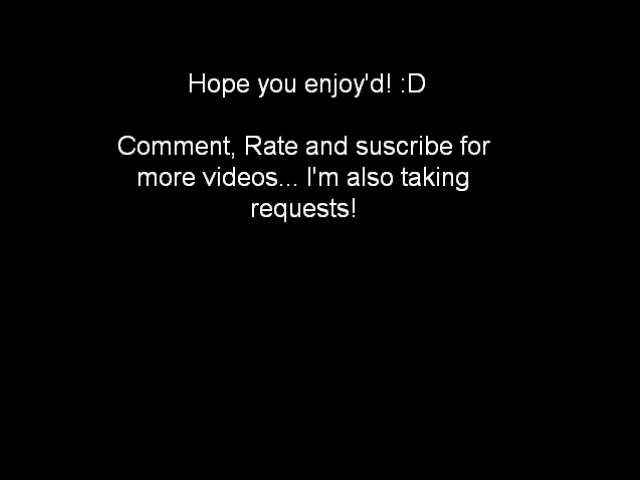 Hope you enjoy'd! :D
Comment, Rate and suscribe for
more videos... I'm also taking
requests!